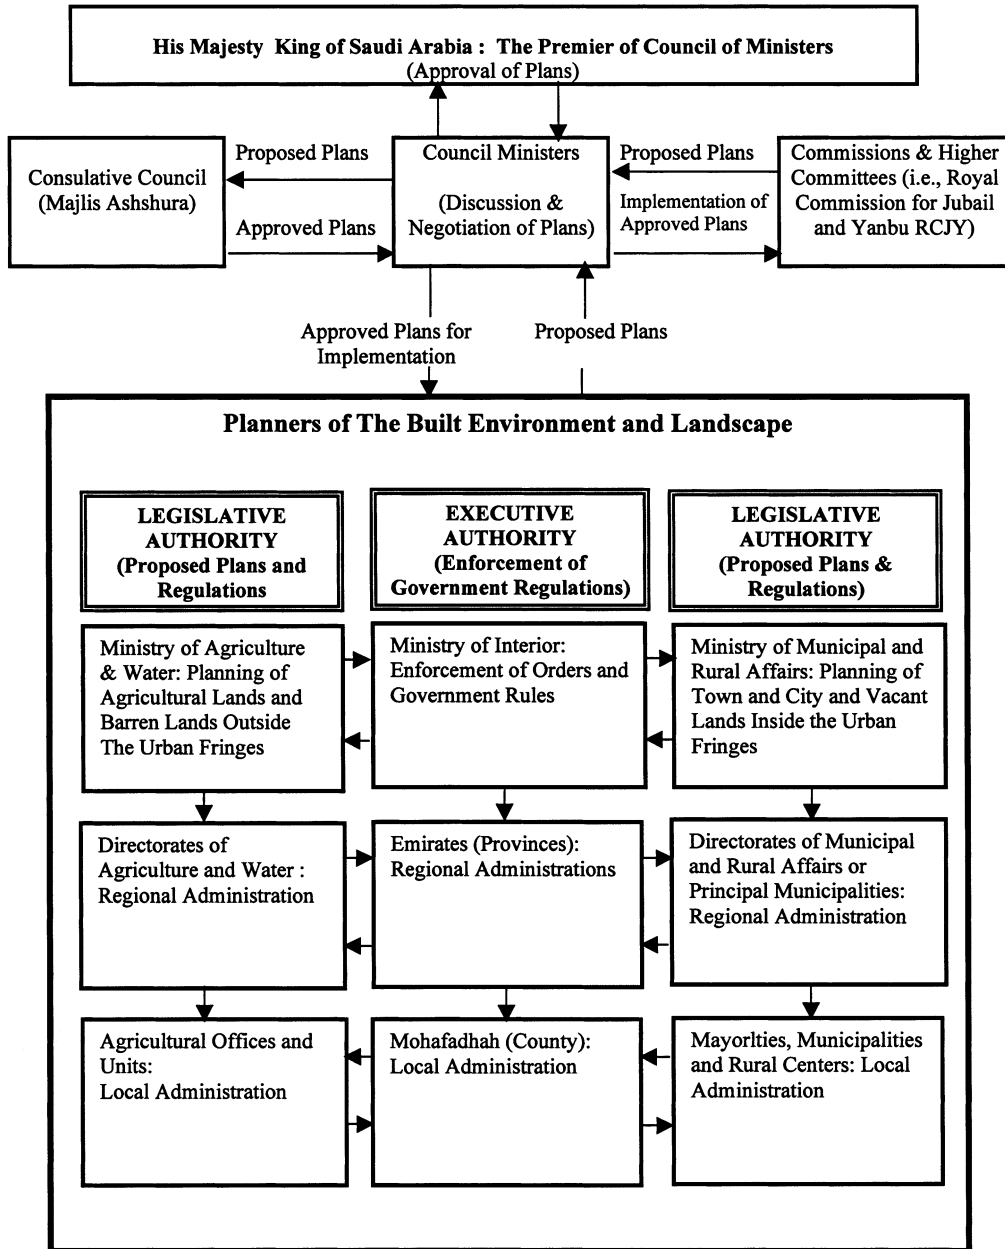 His Majesty King of Saudi Arabia : The Premier of Council of Ministers
(Approval of Plans)
Consulative Council
(Majlis Ashshura)
Proposed Plans
Approved Plans
Council Ministers
(Discussion &
Negotiation of Plans)
Proposed Plans
Implementation of
Approved Plans
Commissions & Higher
Committees (i.e., Royal
Commission for Jubail
and Yanbu RCJY)
Approved Plans for
Implementation
Proposed Plans
Planners of The Built Environment and Landscape
LEGISLATIVE
AUTHORITY
(Proposed Plans and
Regulations
EXECUTIVE
AUTHORITY
(Enforcement of
Government Regulations)
LEGISLATIVE
AUTHORITY
(Proposed Plans &
Regulations)
Ministry of Agriculture
& Water: Planning of
Agricultural Lands and
Barren Lands Outside
The Urban Fringes
Ministry of Interior:
Enforcement of Orders and
Government Rules
Ministry of Municipal and
Rural Affairs: Planning of
Town and City and Vacant
Lands Inside the Urban
Fringes
Directorates of
Agriculture and Water :
Regional Administration
Emirates (Provinces):
Regional Administrations
Directorates of Municipal
and Rural Affairs or
Principal Municipalities:
Regional Administration
Agricultural Offices and
Units:
Local Administration
Mohafadhah (County):
Local Administration
Mayorlties, Municipalities
and Rural Centers: Local
Administration